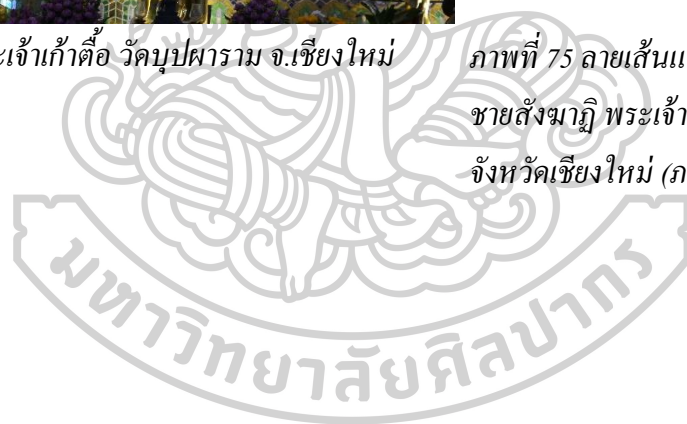 ะเจ้าเก้าตื้อ วัดบุปผาราม จ.เชียงใหม่
ภาพที่ 75 ลายเส้นแ
ชายสังฆาฏิ พระเจ้า
จังหวัดเชียงใหม่ (ภ
มหาวิทยาลัยศิลปากร